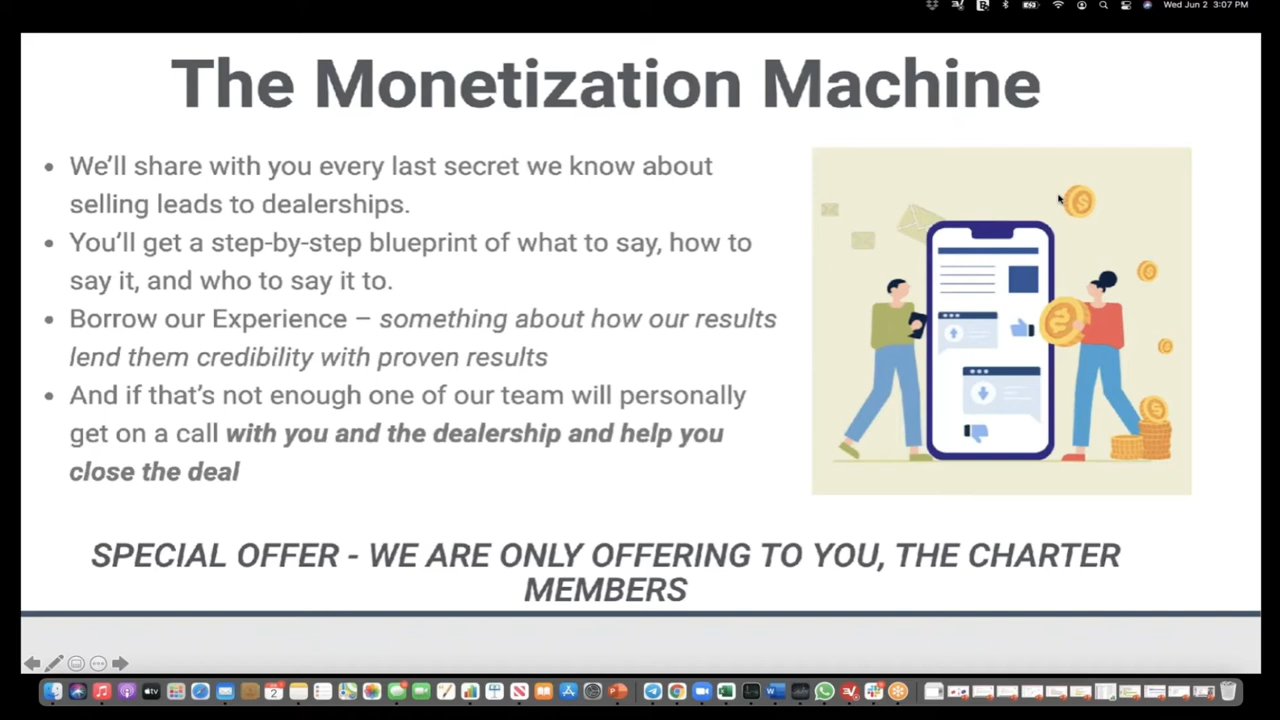 Wed Jun 2 3:07 PM
The Monetization Machine
• We’ll share with you every last secret we know about
selling leads to dealerships.
• You’ll get a step-by-step blueprint of what to say, how to
say it, and who to say it to.
• Borrow our Experience – something about how our results
lend them credibility with proven results
• And if that’s not enough one of our team will personally
get on a call with you and the dealership and help you
close the deal
SPECIAL OFFER - WE ARE ONLY OFFERING TO YOU, THE CHARTER
MEMBERS